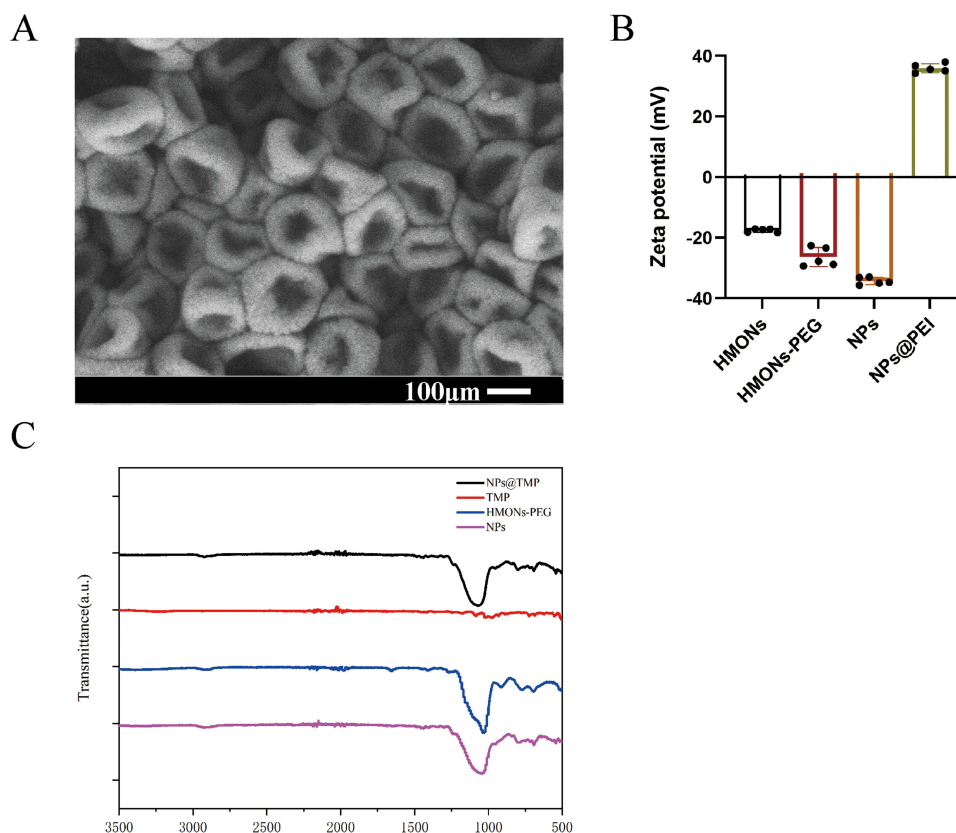 A
100μm
B
Zeta potential (mV)
40
20
0
-20
-40
HMONs
HMONs-PEG
NPs
NPs@PEI
C
Transmittance(a.u.)
NPs@TMP
TMP
HMONs-PEG
NPs
3500 3000 2500 2000 1500 1000 500